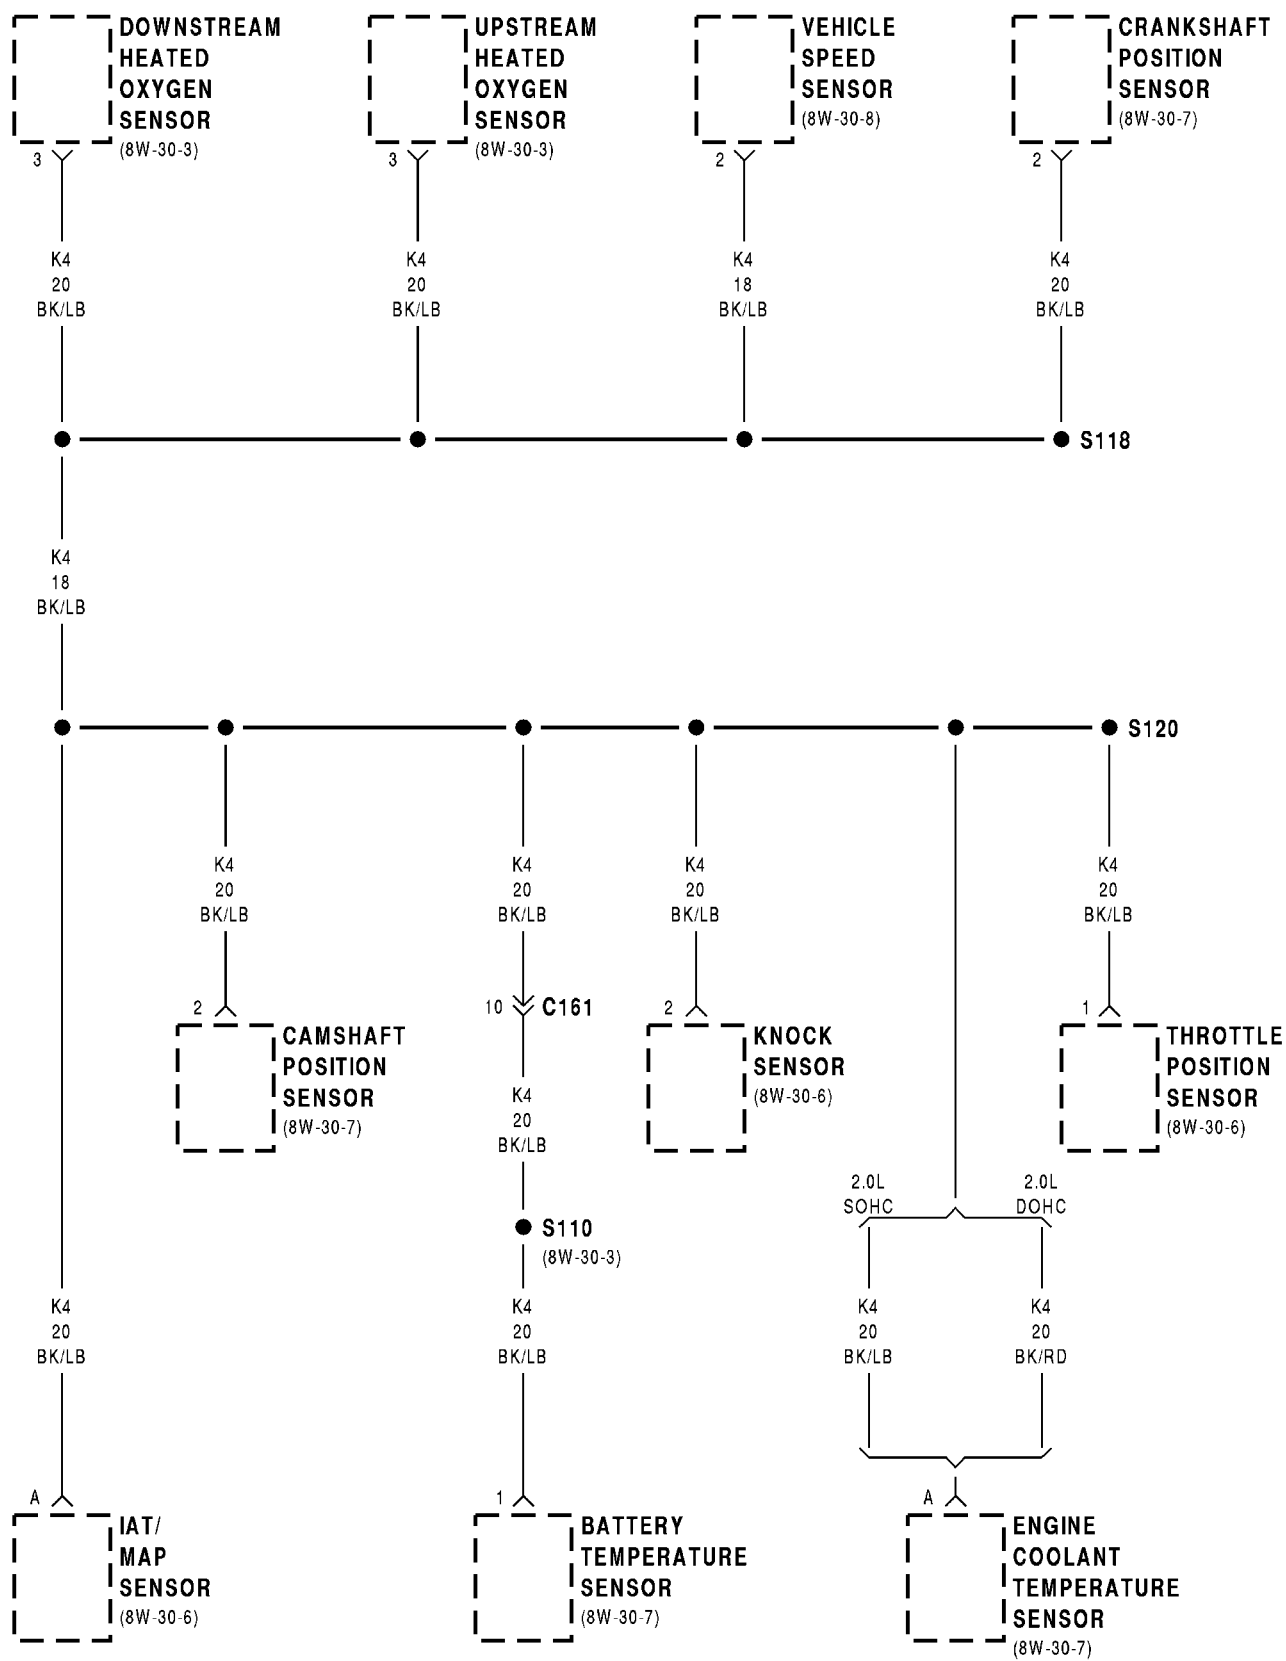 DOWNSTREAM
HEATED
OXYGEN
SENSOR
(8W-30-3)
3
UPSTREAM
HEATED
OXYGEN
SENSOR
(8W-30-3)
3
VEHICLE
SPEED
SENSOR
(8W-30-8)
2
CRANKSHAFT
POSITION
SENSOR
(8W-30-7)
2
K4
20
BK/LB
K4
20
BK/LB
K4
18
BK/LB
K4
20
BK/LB
S118
K4
18
BK/LB
S120
K4
20
BK/LB
K4
20
BK/LB
K4
20
BK/LB
K4
20
BK/LB
2
CAMSHAFT
POSITION
SENSOR
(8W-30-7)
10
C161
2
KNOCK
SENSOR
(8W-30-6)
1
THROTTLE
POSITION
SENSOR
(8W-30-6)
K4
20
BK/LB
S110
(8W-30-3)
2.0L
SOHC
2.0L
DOHC
K4
20
BK/LB
K4
20
BK/LB
K4
20
BK/LB
K4
20
BK/RD
A
IAT/
MAP
SENSOR
(8W-30-6)
1
BATTERY
TEMPERATURE
SENSOR
(8W-30-7)
A
ENGINE
COOLANT
TEMPERATURE
SENSOR
(8W-30-7)